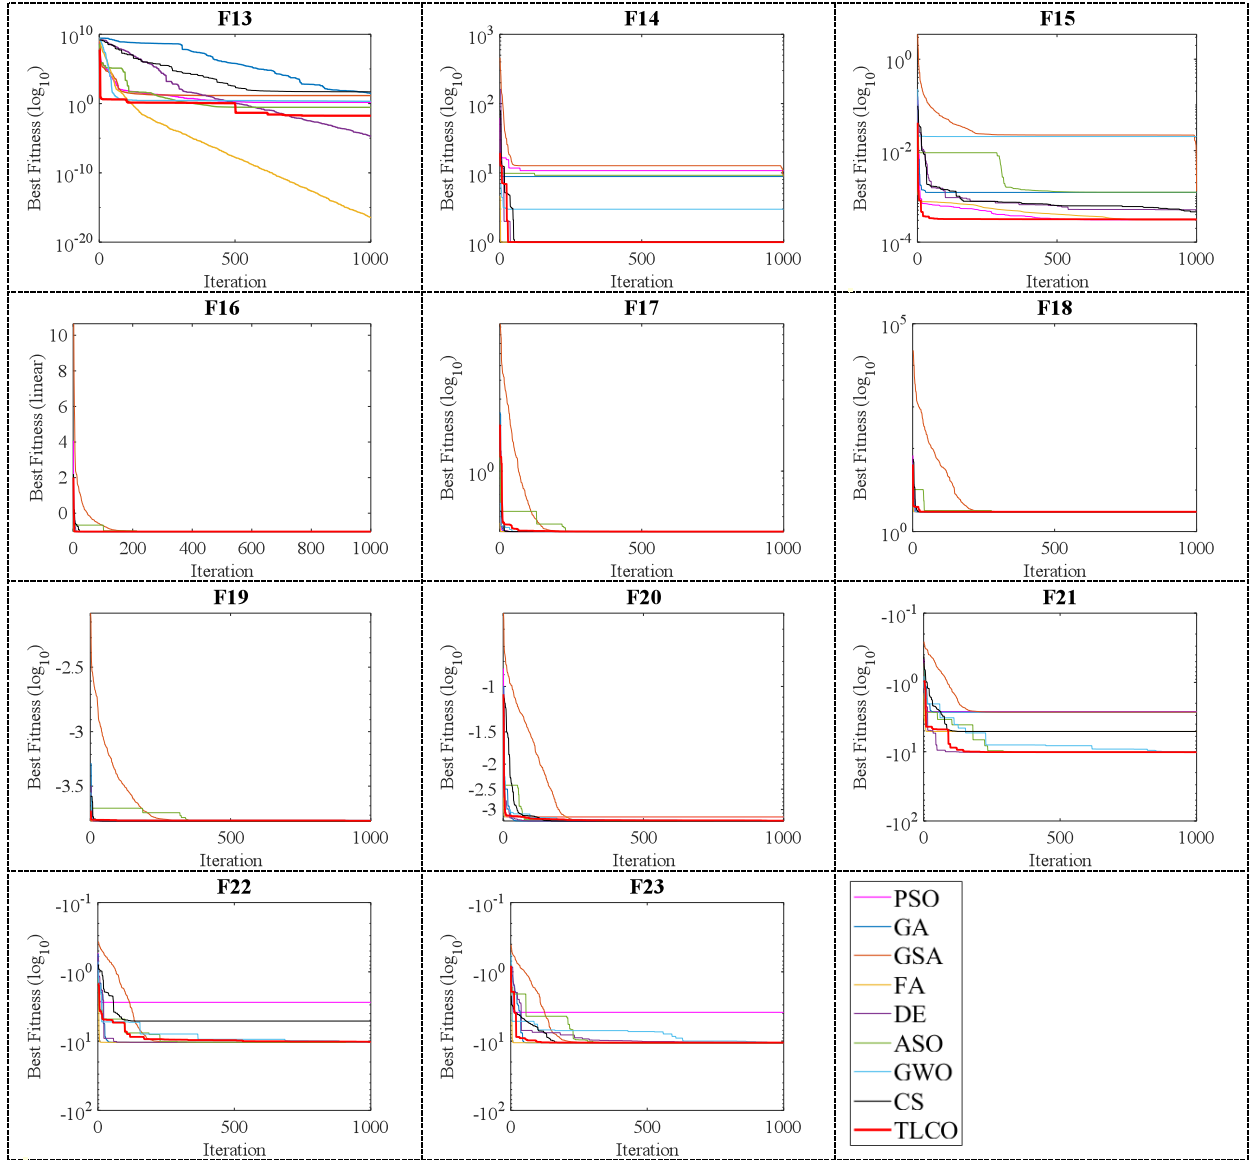 F13
Best Fitness (log10)
10^10
10^0
10^-10
10^-20
0 500 1000
Iteration
F14
Best Fitness (log10)
10^3
10^2
10^1
10^0
0 500 1000
Iteration
F15
Best Fitness (log10)
10^0
10^-2
10^-4
0 500 1000
Iteration
F16
Best Fitness (linear)
10
8
6
4
2
0
0 200 400 600 800 1000
Iteration
F17
Best Fitness (log10)
10^0
0 500 1000
Iteration
F18
Best Fitness (log10)
10^5
10^0
0 500 1000
Iteration
F19
Best Fitness (log10)
-2.5
-3
-3.5
0 500 1000
Iteration
F20
Best Fitness (log10)
-1
-1.5
-2
-2.5
-3
0 500 1000
Iteration
F21
Best Fitness (log10)
-10^-1
-10^0
-10^1
-10^2
0 500 1000
Iteration
F22
Best Fitness (log10)
-10^-1
-10^0
-10^1
-10^2
0 500 1000
Iteration
F23
Best Fitness (log10)
-10^-1
-10^0
-10^1
-10^2
0 500 1000
Iteration
PSO
GA
GSA
FA
DE
ASO
GWO
CS
TLCO